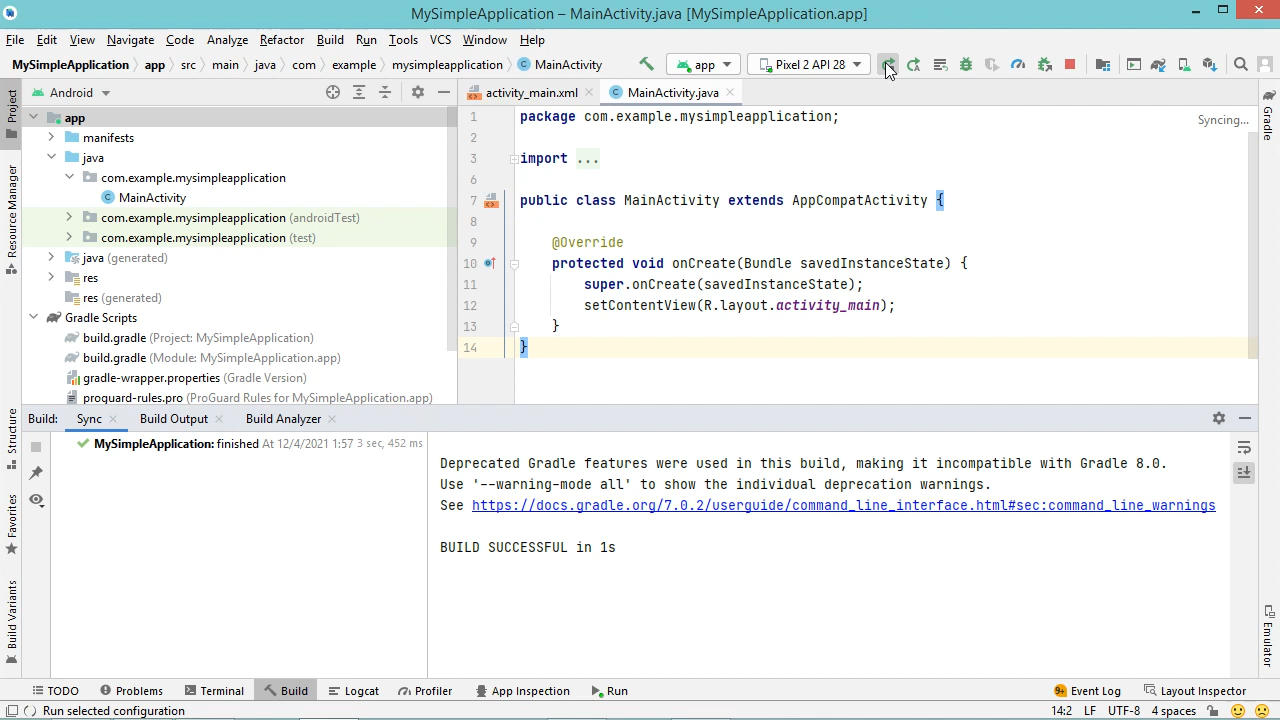 MySimpleApplication – MainActivity.java [MySimpleApplication.app]
File Edit View Navigate Code Analyze Refactor Build Run Tools VCS Window Help
MySimpleApplication app src main java com example mysimpleapplication MainActivity app Pixel 2 API 28
Project
Resource Manager
Structure
Favorites
Build Variants
Android
app
manifests
java
com.example.mysimpleapplication
MainActivity
com.example.mysimpleapplication (androidTest)
com.example.mysimpleapplication (test)
java (generated)
res
res (generated)
Gradle Scripts
build.gradle (Project: MySimpleApplication)
build.gradle (Module: MySimpleApplication.app)
gradle-wrapper.properties (Gradle Version)
proguard-rules.pro (ProGuard Rules for MySimpleApplication.app)
activity_main.xml MainActivity.java
Syncing...
1 package com.example.mysimpleapplication;
2
3 import ...
6
7 public class MainActivity extends AppCompatActivity {
8
9 @Override
10 protected void onCreate(Bundle savedInstanceState) {
11 super.onCreate(savedInstanceState);
12 setContentView(R.layout.activity_main);
13 }
14 }
Gradle
Emulator
Build: Sync Build Output Build Analyzer
MySimpleApplication: finished At 12/4/2021 1:57 3 sec, 452 ms
Deprecated Gradle features were used in this build, making it incompatible with Gradle 8.0.
Use '--warning-mode all' to show the individual deprecation warnings.
See https://docs.gradle.org/7.0.2/userguide/command_line_interface.html#sec:command_line_warnings
BUILD SUCCESSFUL in 1s
TODO Problems Terminal Build Logcat Profiler App Inspection Run 9+ Event Log Layout Inspector
Run selected configuration 14:2 LF UTF-8 4 spaces